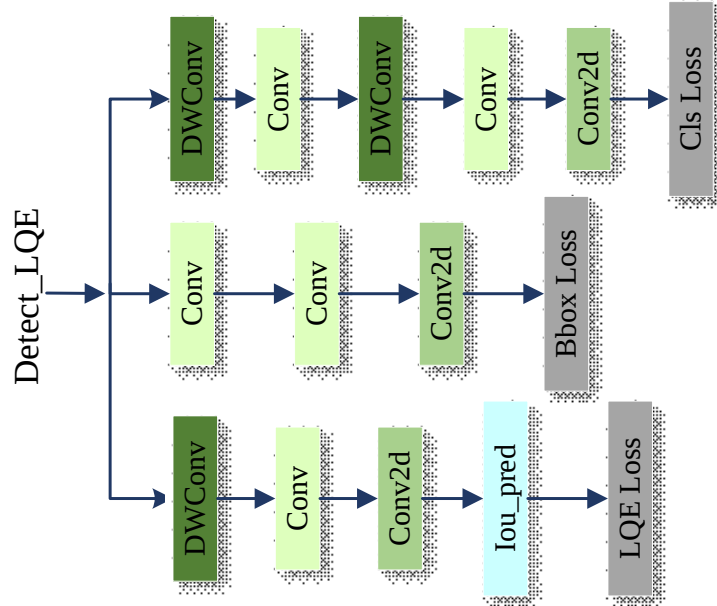 Detect_LQE
DWConv
Conv
DWConv
Conv
Conv2d
Cls Loss
Conv
Conv
Conv2d
Bbox Loss
DWConv
Conv
Conv2d
Iou_pred
LQE Loss